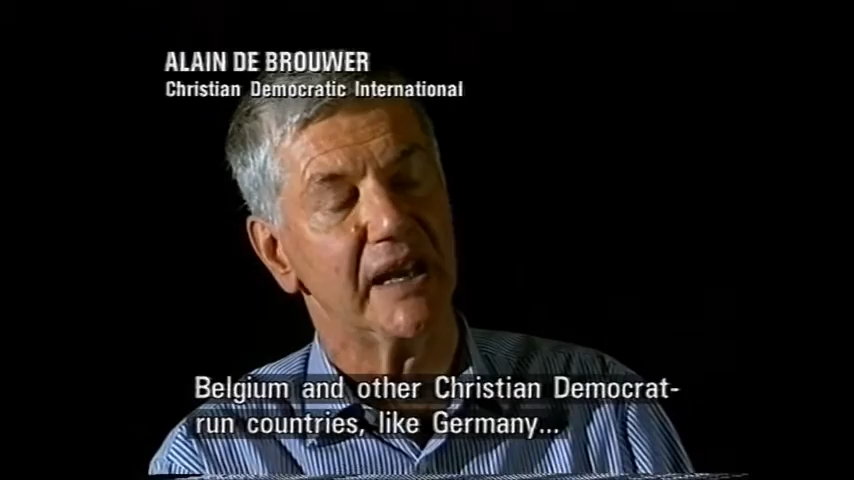 ALAIN DE BROUWER
Christian Democratic International
Belgium and other Christian Democrat-
run countries, like Germany...